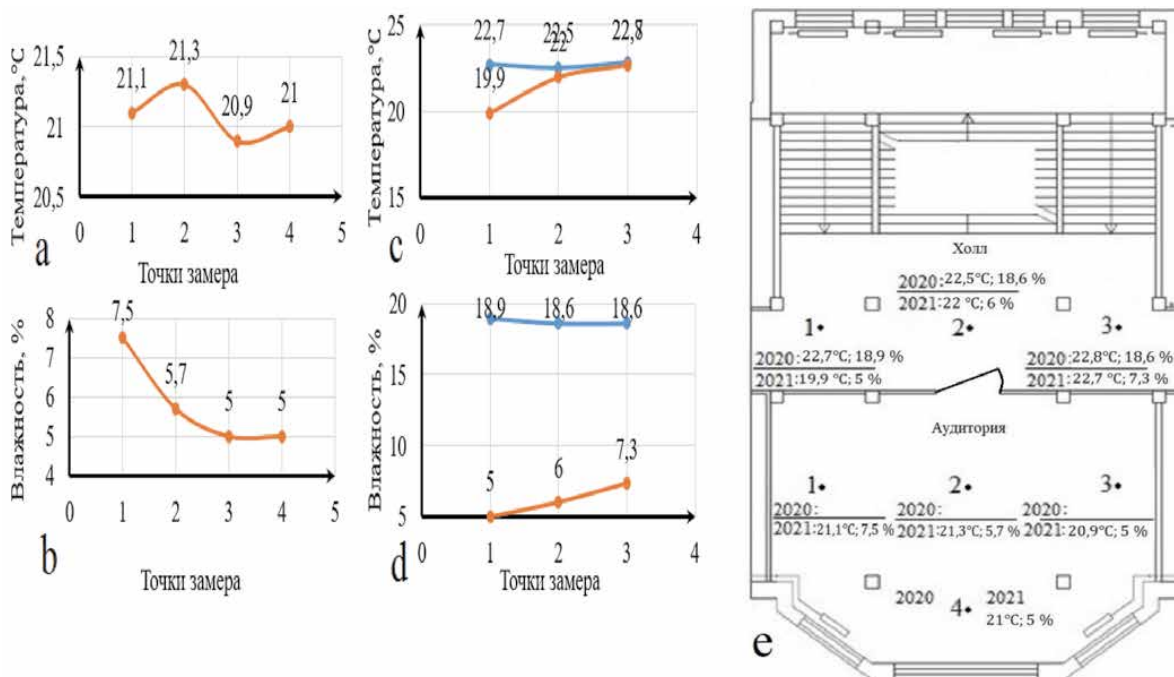 Температура, °C
21,5
21
20,5
21,1
21,3
20,9
21
0 1 2 3 4 5
Точки замера
a
Влажность, %
8
7
6
5
4
7,5
5,7
5
5
0 1 2 3 4 5
Точки замера
b
Температура, °C
25
20
15
22,7
22,5
22,8
19,9
22
0 1 2 3 4
Точки замера
c
Влажность, %
20
15
10
5
18,9
18,6
18,6
5
6
7,3
0 1 2 3 4
Точки замера
d
Холл
2020: 22,5°C; 18,6 %
2021: 22 °C; 6 %
1 2 3
2020: 22,7°C; 18,9 %
2021: 19,9 °C; 5 %
2020: 22,8°C; 18,6 %
2021: 22,7 °C; 7,3 %
Аудитория
1 2 3
2020:
2021: 21,1°C; 7,5 %
2020:
2021: 21,3°C; 5,7 %
2020:
2021: 20,9°C; 5 %
2020 4 2021
21°C; 5 %
e